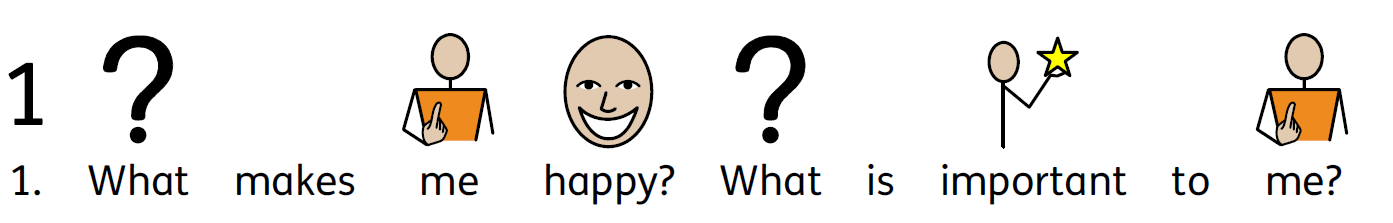 1 ? ?
1. What makes me happy? What is important to me?